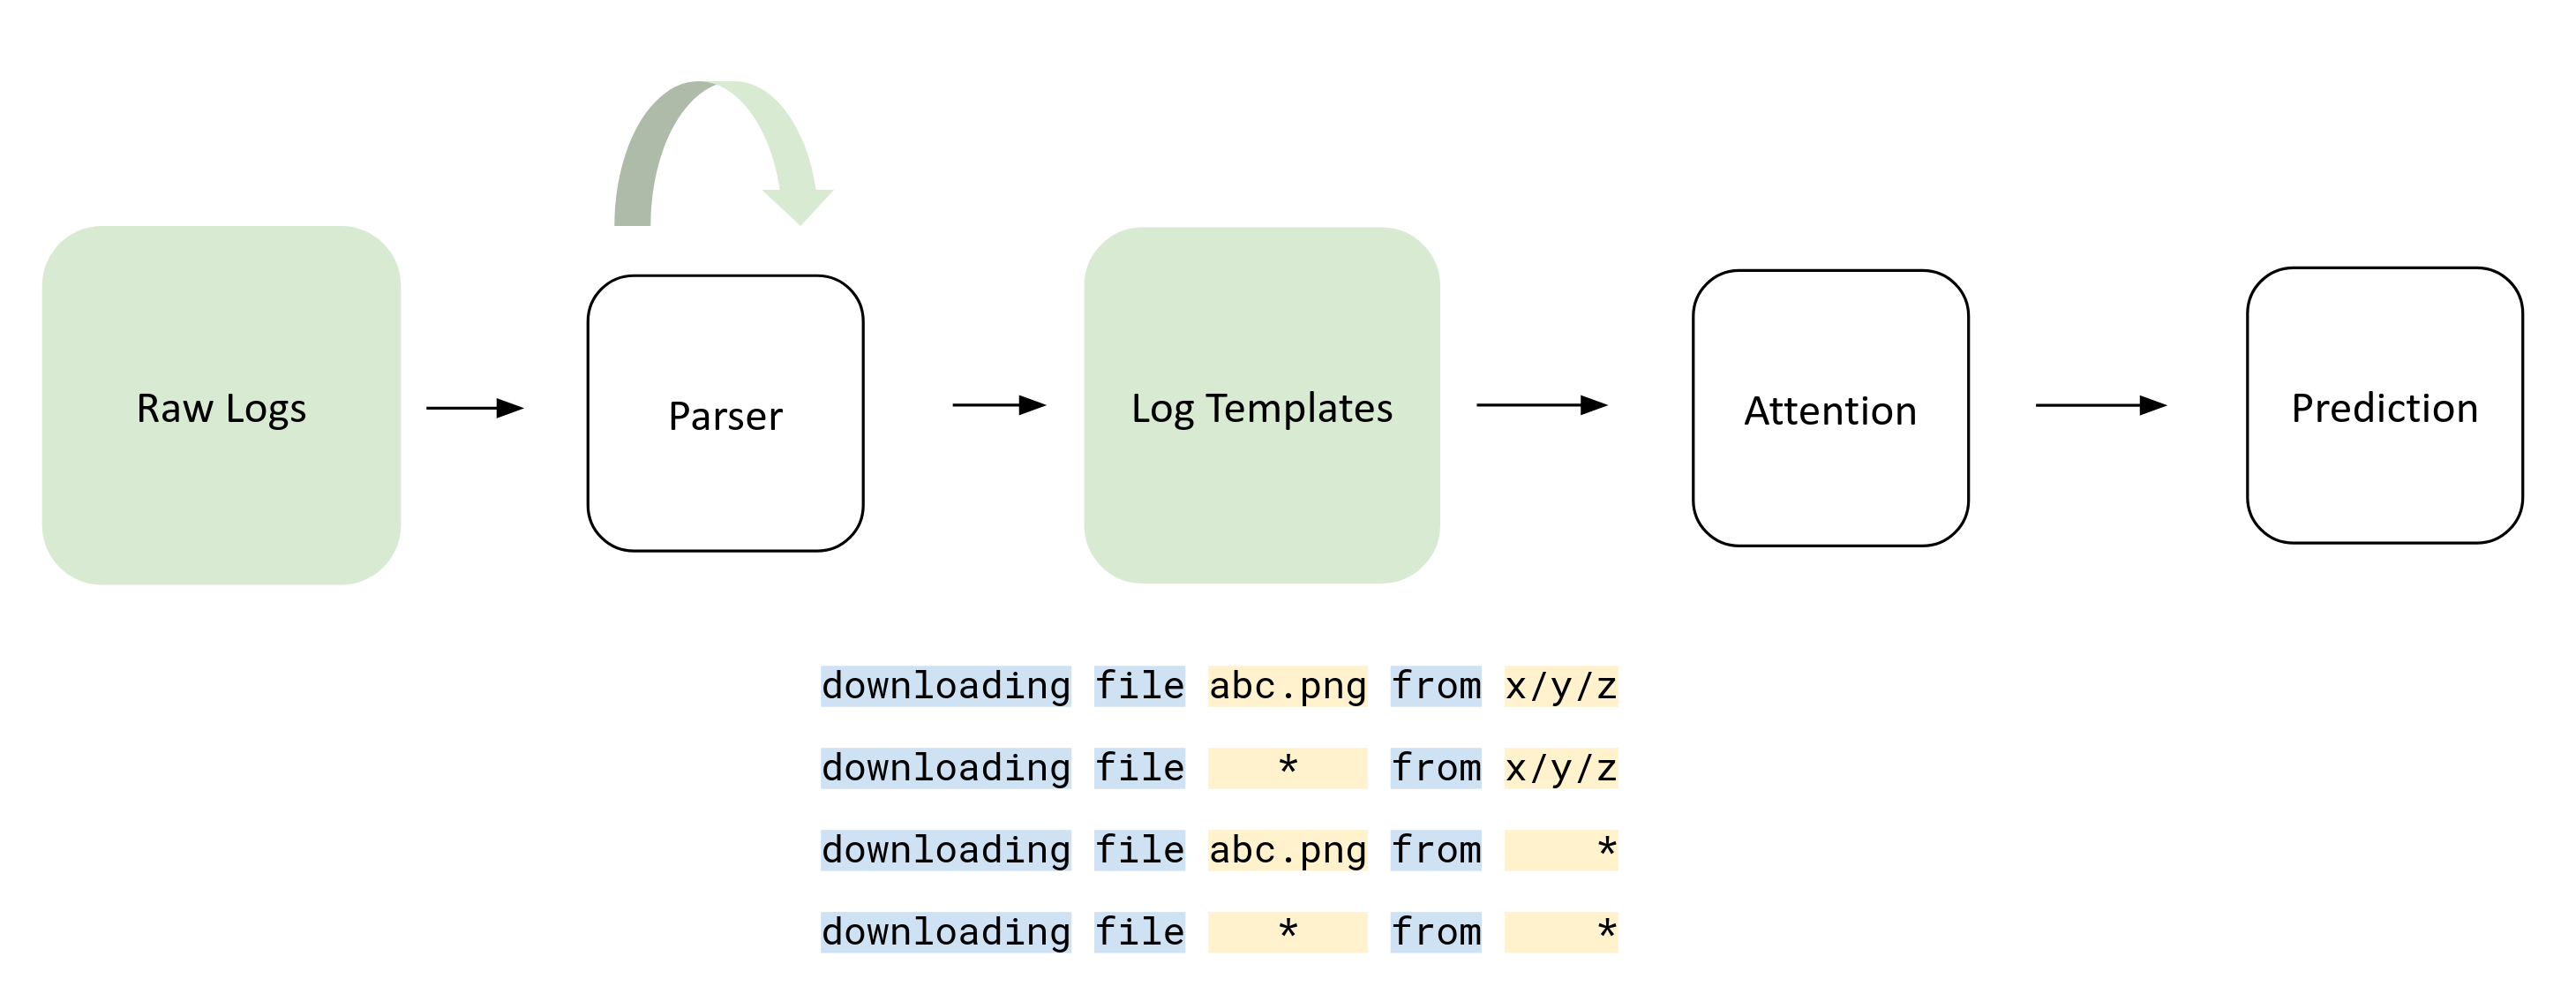 Raw Logs
Parser
Log Templates
Attention
Prediction
downloading file abc.png from x/y/z
downloading file * from x/y/z
downloading file abc.png from *
downloading file * from *